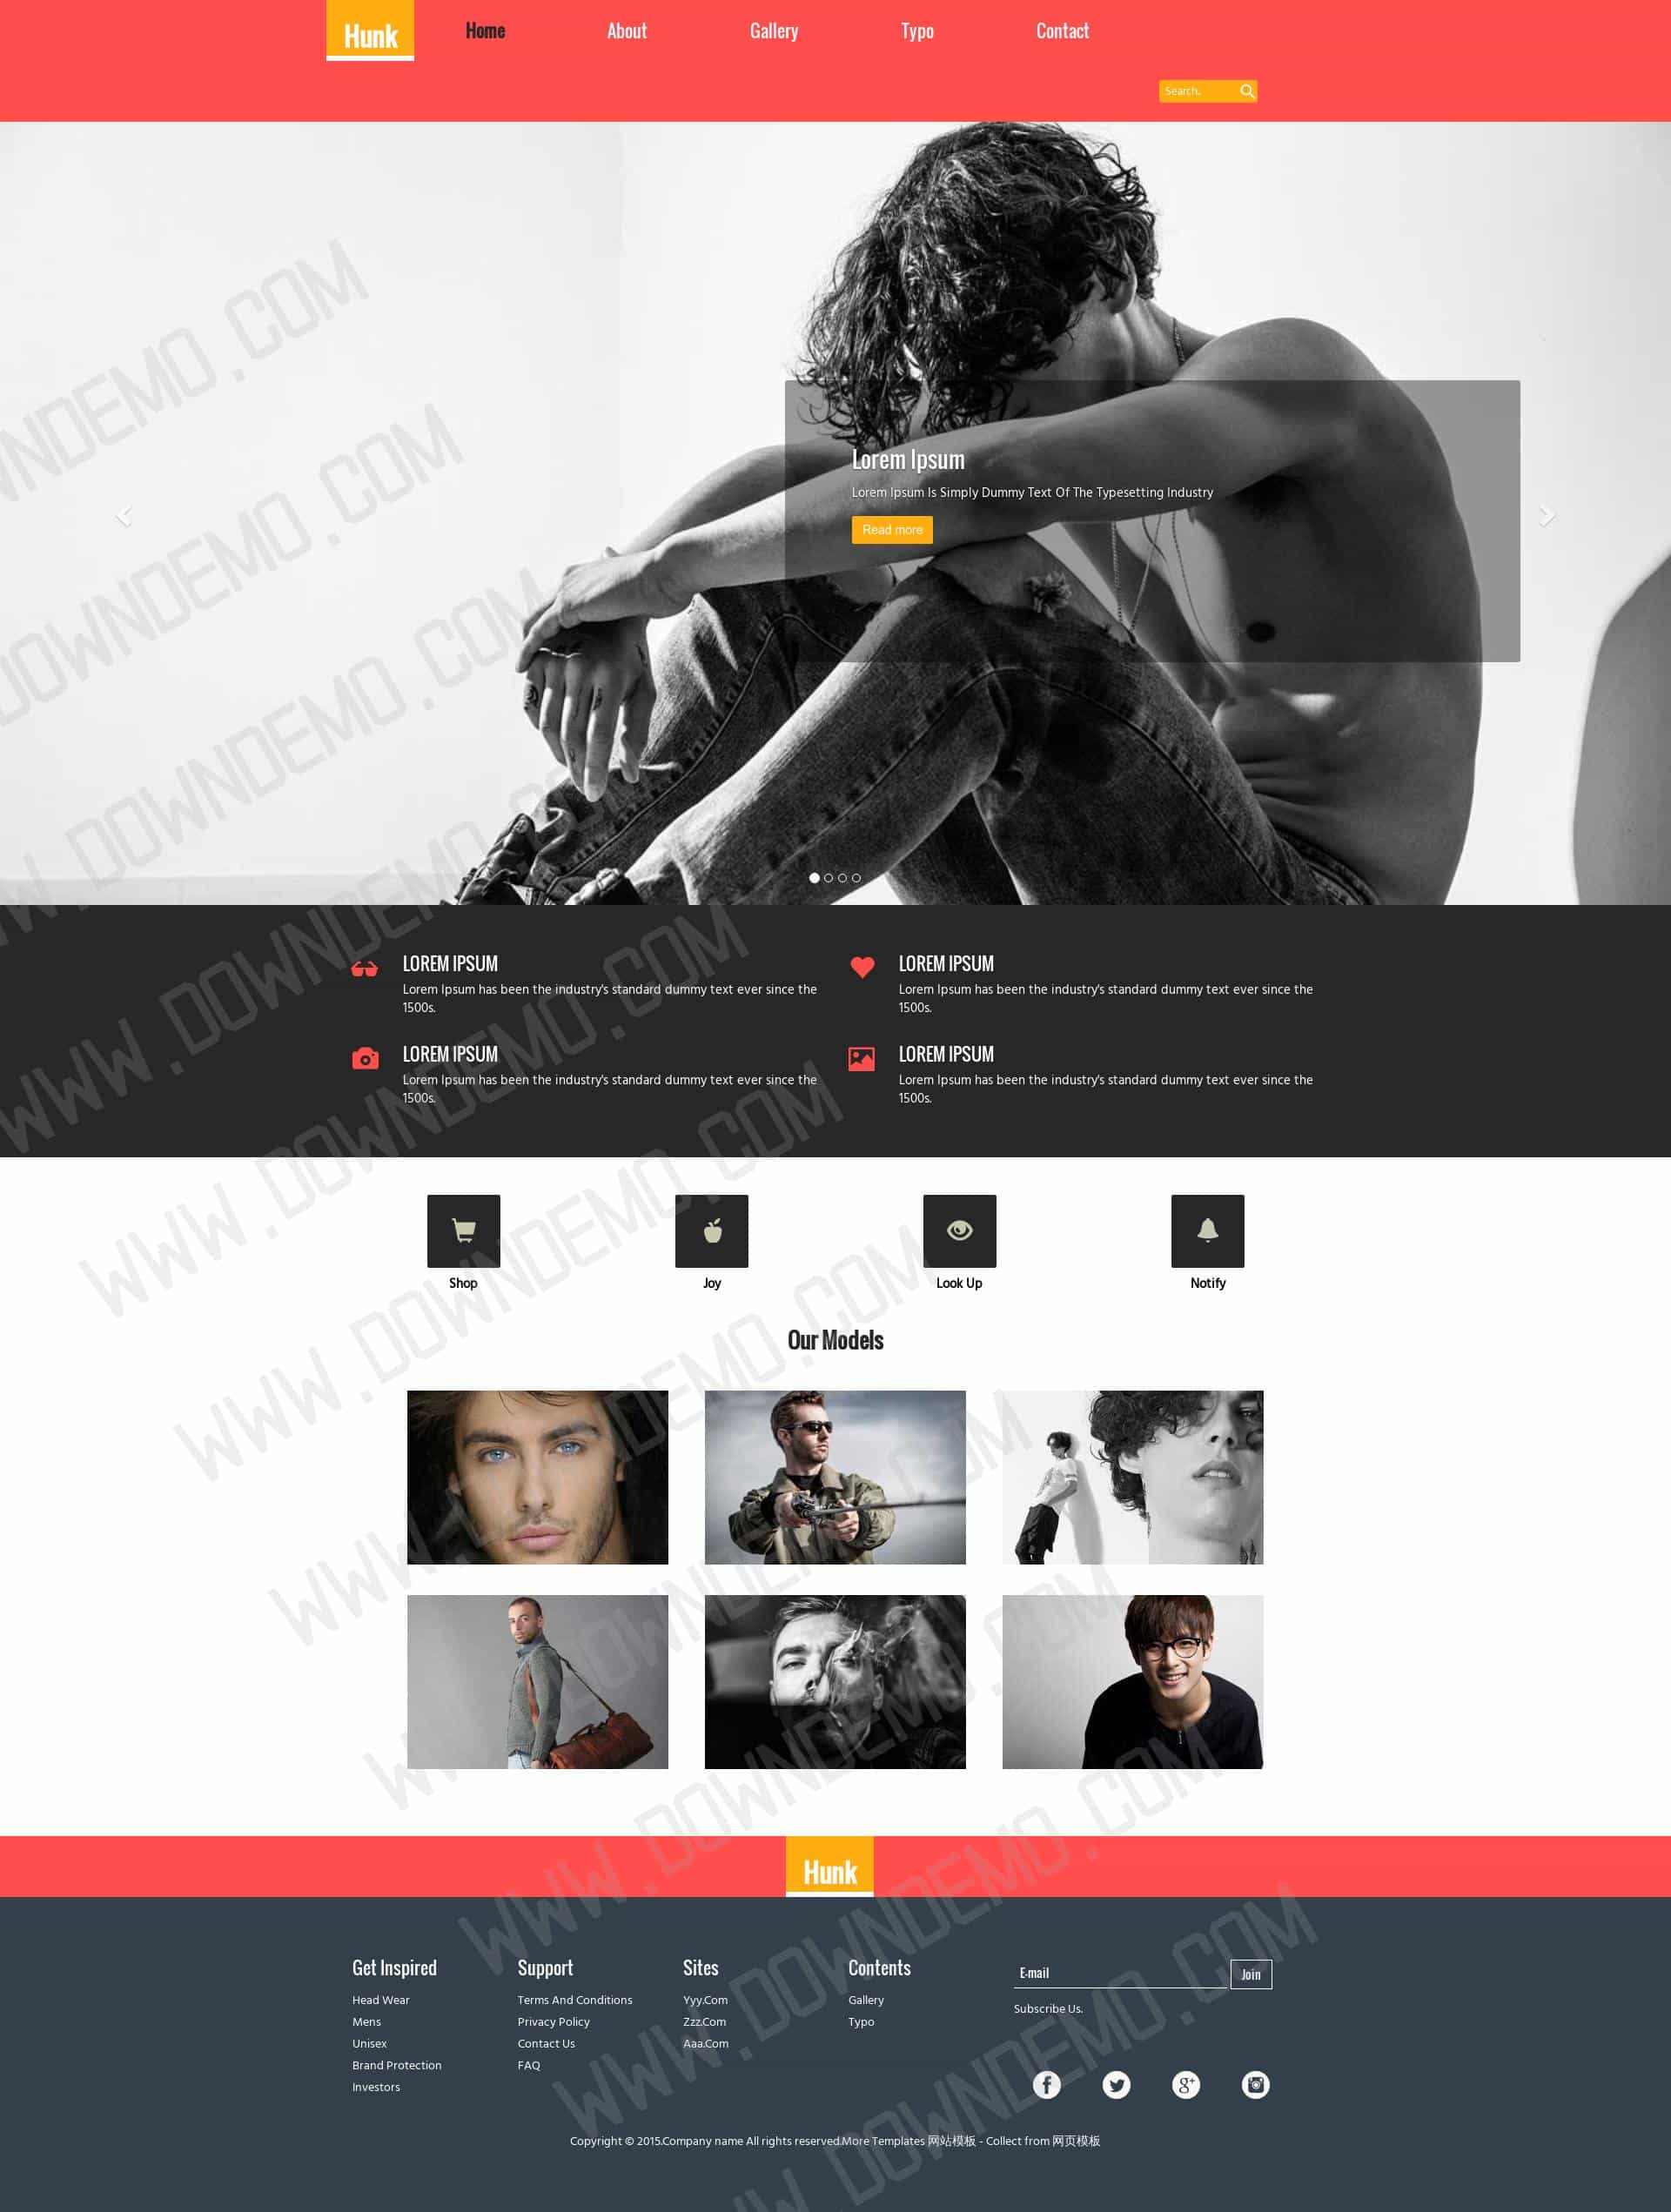 Hunk
Home
About
Gallery
Typo
Contact
Search..
Lorem Ipsum
Lorem Ipsum Is Simply Dummy Text Of The Typesetting Industry
Read more
LOREM IPSUM
Lorem Ipsum has been the industry's standard dummy text ever since the
1500s.
LOREM IPSUM
Lorem Ipsum has been the industry's standard dummy text ever since the
1500s.
LOREM IPSUM
Lorem Ipsum has been the industry's standard dummy text ever since the
1500s.
LOREM IPSUM
Lorem Ipsum has been the industry's standard dummy text ever since the
1500s.
Shop
Joy
Look Up
Notify
Our Models
Hunk
Get Inspired
Head Wear
Mens
Unisex
Brand Protection
Investors
Support
Terms And Conditions
Privacy Policy
Contact Us
FAQ
Sites
Yyy.Com
Zzz.Com
Aaa.Com
Contents
Gallery
Typo
E-mail
Join
Subscribe Us.
Copyright © 2015.Company name All rights reserved.More Templates 网站模板 - Collect from 网页模板
WWW.DOWNDEMO.COM